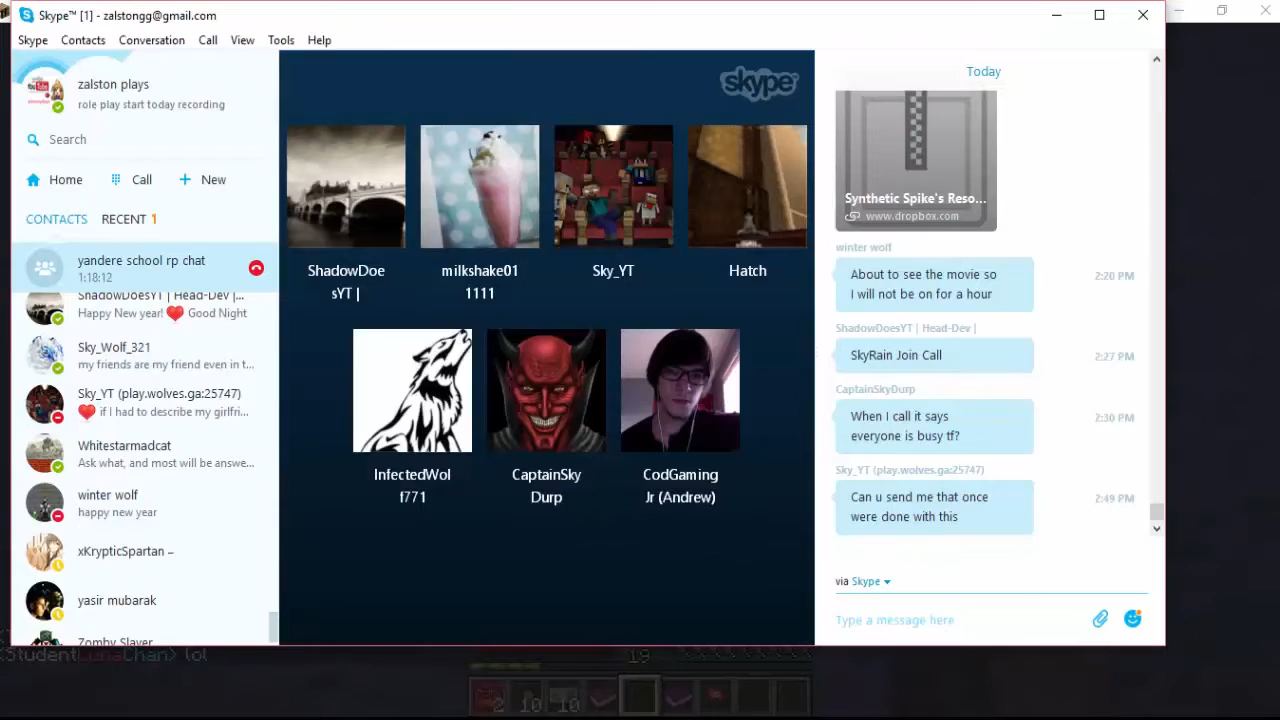 Skype™ [1] - zalstongg@gmail.com
Skype Contacts Conversation Call View Tools Help
zalston plays
role play start today recording
Search
Home Call New
CONTACTS RECENT 1
yandere school rp chat
1:18:12
ShadowDoesYT | Head-Dev |...
Happy New year! Good Night
Sky_Wolf_321
my friends are my friend even in t...
Sky_YT (play.wolves.ga:25747)
if I had to describe my girlfri...
Whitestarmadcat
Ask what, and most will be answe...
winter wolf
happy new year
xKrypticSpartan –
yasir mubarak
Zomby Slayer
skype
ShadowDoe
sYT |
milkshake01
1111
Sky_YT
Hatch
InfectedWol
f771
CaptainSky
Durp
CodGaming
Jr (Andrew)
Today
Synthetic Spike's Reso...
www.dropbox.com
winter wolf
About to see the movie so
I will not be on for a hour
2:20 PM
ShadowDoesYT | Head-Dev |
SkyRain Join Call
2:27 PM
CaptainSkyDurp
When I call it says
everyone is busy tf?
2:30 PM
Sky_YT (play.wolves.ga:25747)
Can u send me that once
were done with this
2:49 PM
via Skype
Type a message here
<StudentLunaChan> lol
19
2 10 10